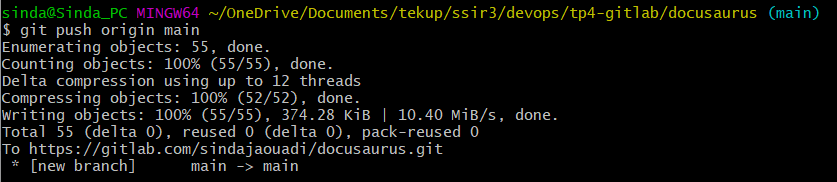 sinda@Sinda_PC MINGW64 ~/OneDrive/Documents/tekup/ssir3/devops/tp4-gitlab/docusaurus (main)
$ git push origin main
Enumerating objects: 55, done.
Counting objects: 100% (55/55), done.
Delta compression using up to 12 threads
Compressing objects: 100% (52/52), done.
Writing objects: 100% (55/55), 374.28 KiB | 10.40 MiB/s, done.
Total 55 (delta 0), reused 0 (delta 0), pack-reused 0
To https://gitlab.com/sindajaouadi/docusaurus.git
 * [new branch]      main -> main